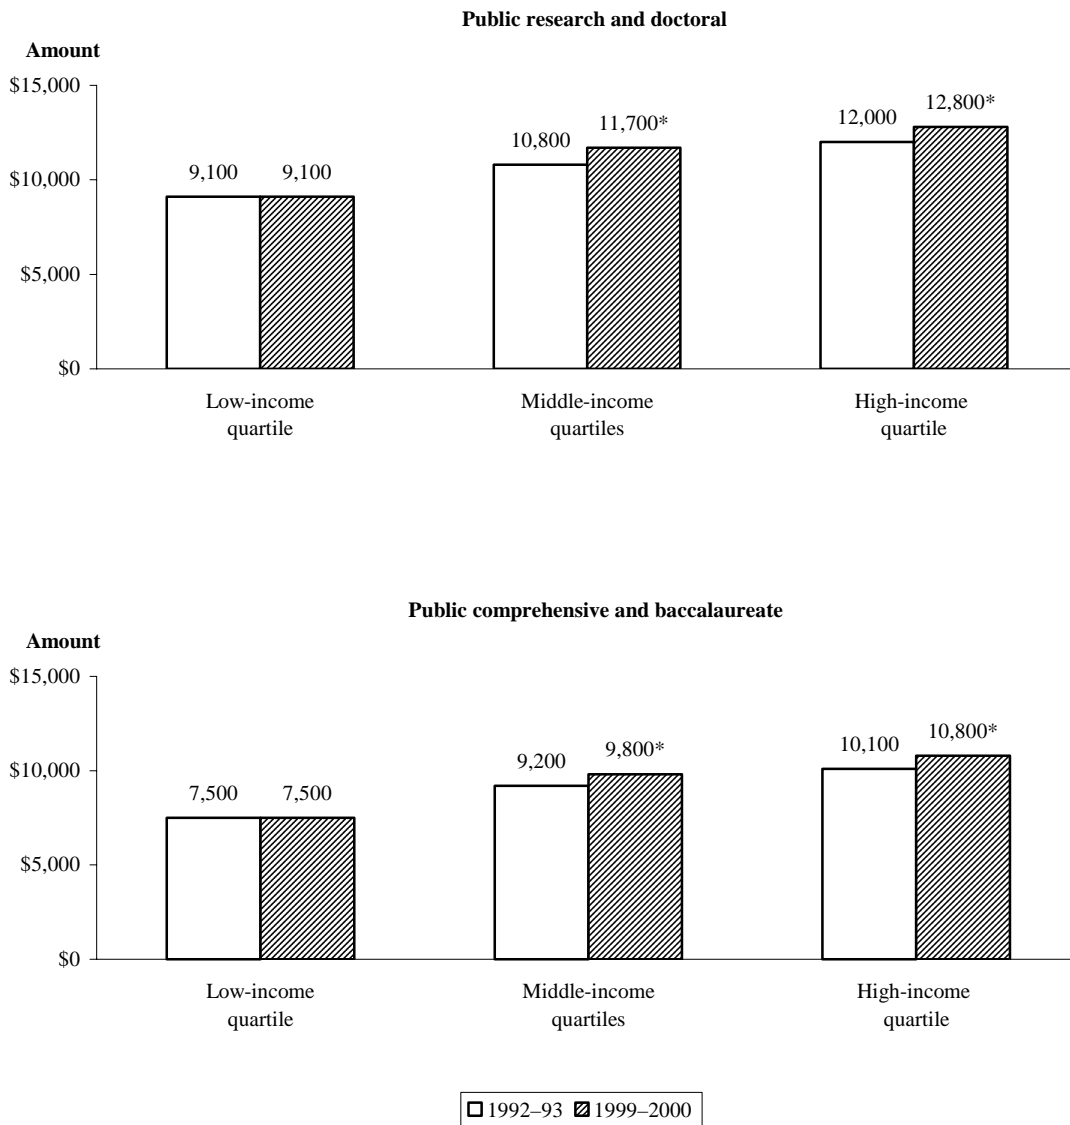 Public research and doctoral
Amount
$15,000
12,800*
11,700*
12,000
10,800
9,100 9,100
$10,000
$5,000
$0
Low-income Middle-income High-income
quartile quartiles quartile
Public comprehensive and baccalaureate
Amount
$15,000
10,800*
9,800*
10,100
9,200
7,500 7,500
$10,000
$5,000
$0
Low-income Middle-income High-income
quartile quartiles quartile
1992–93 1999–2000